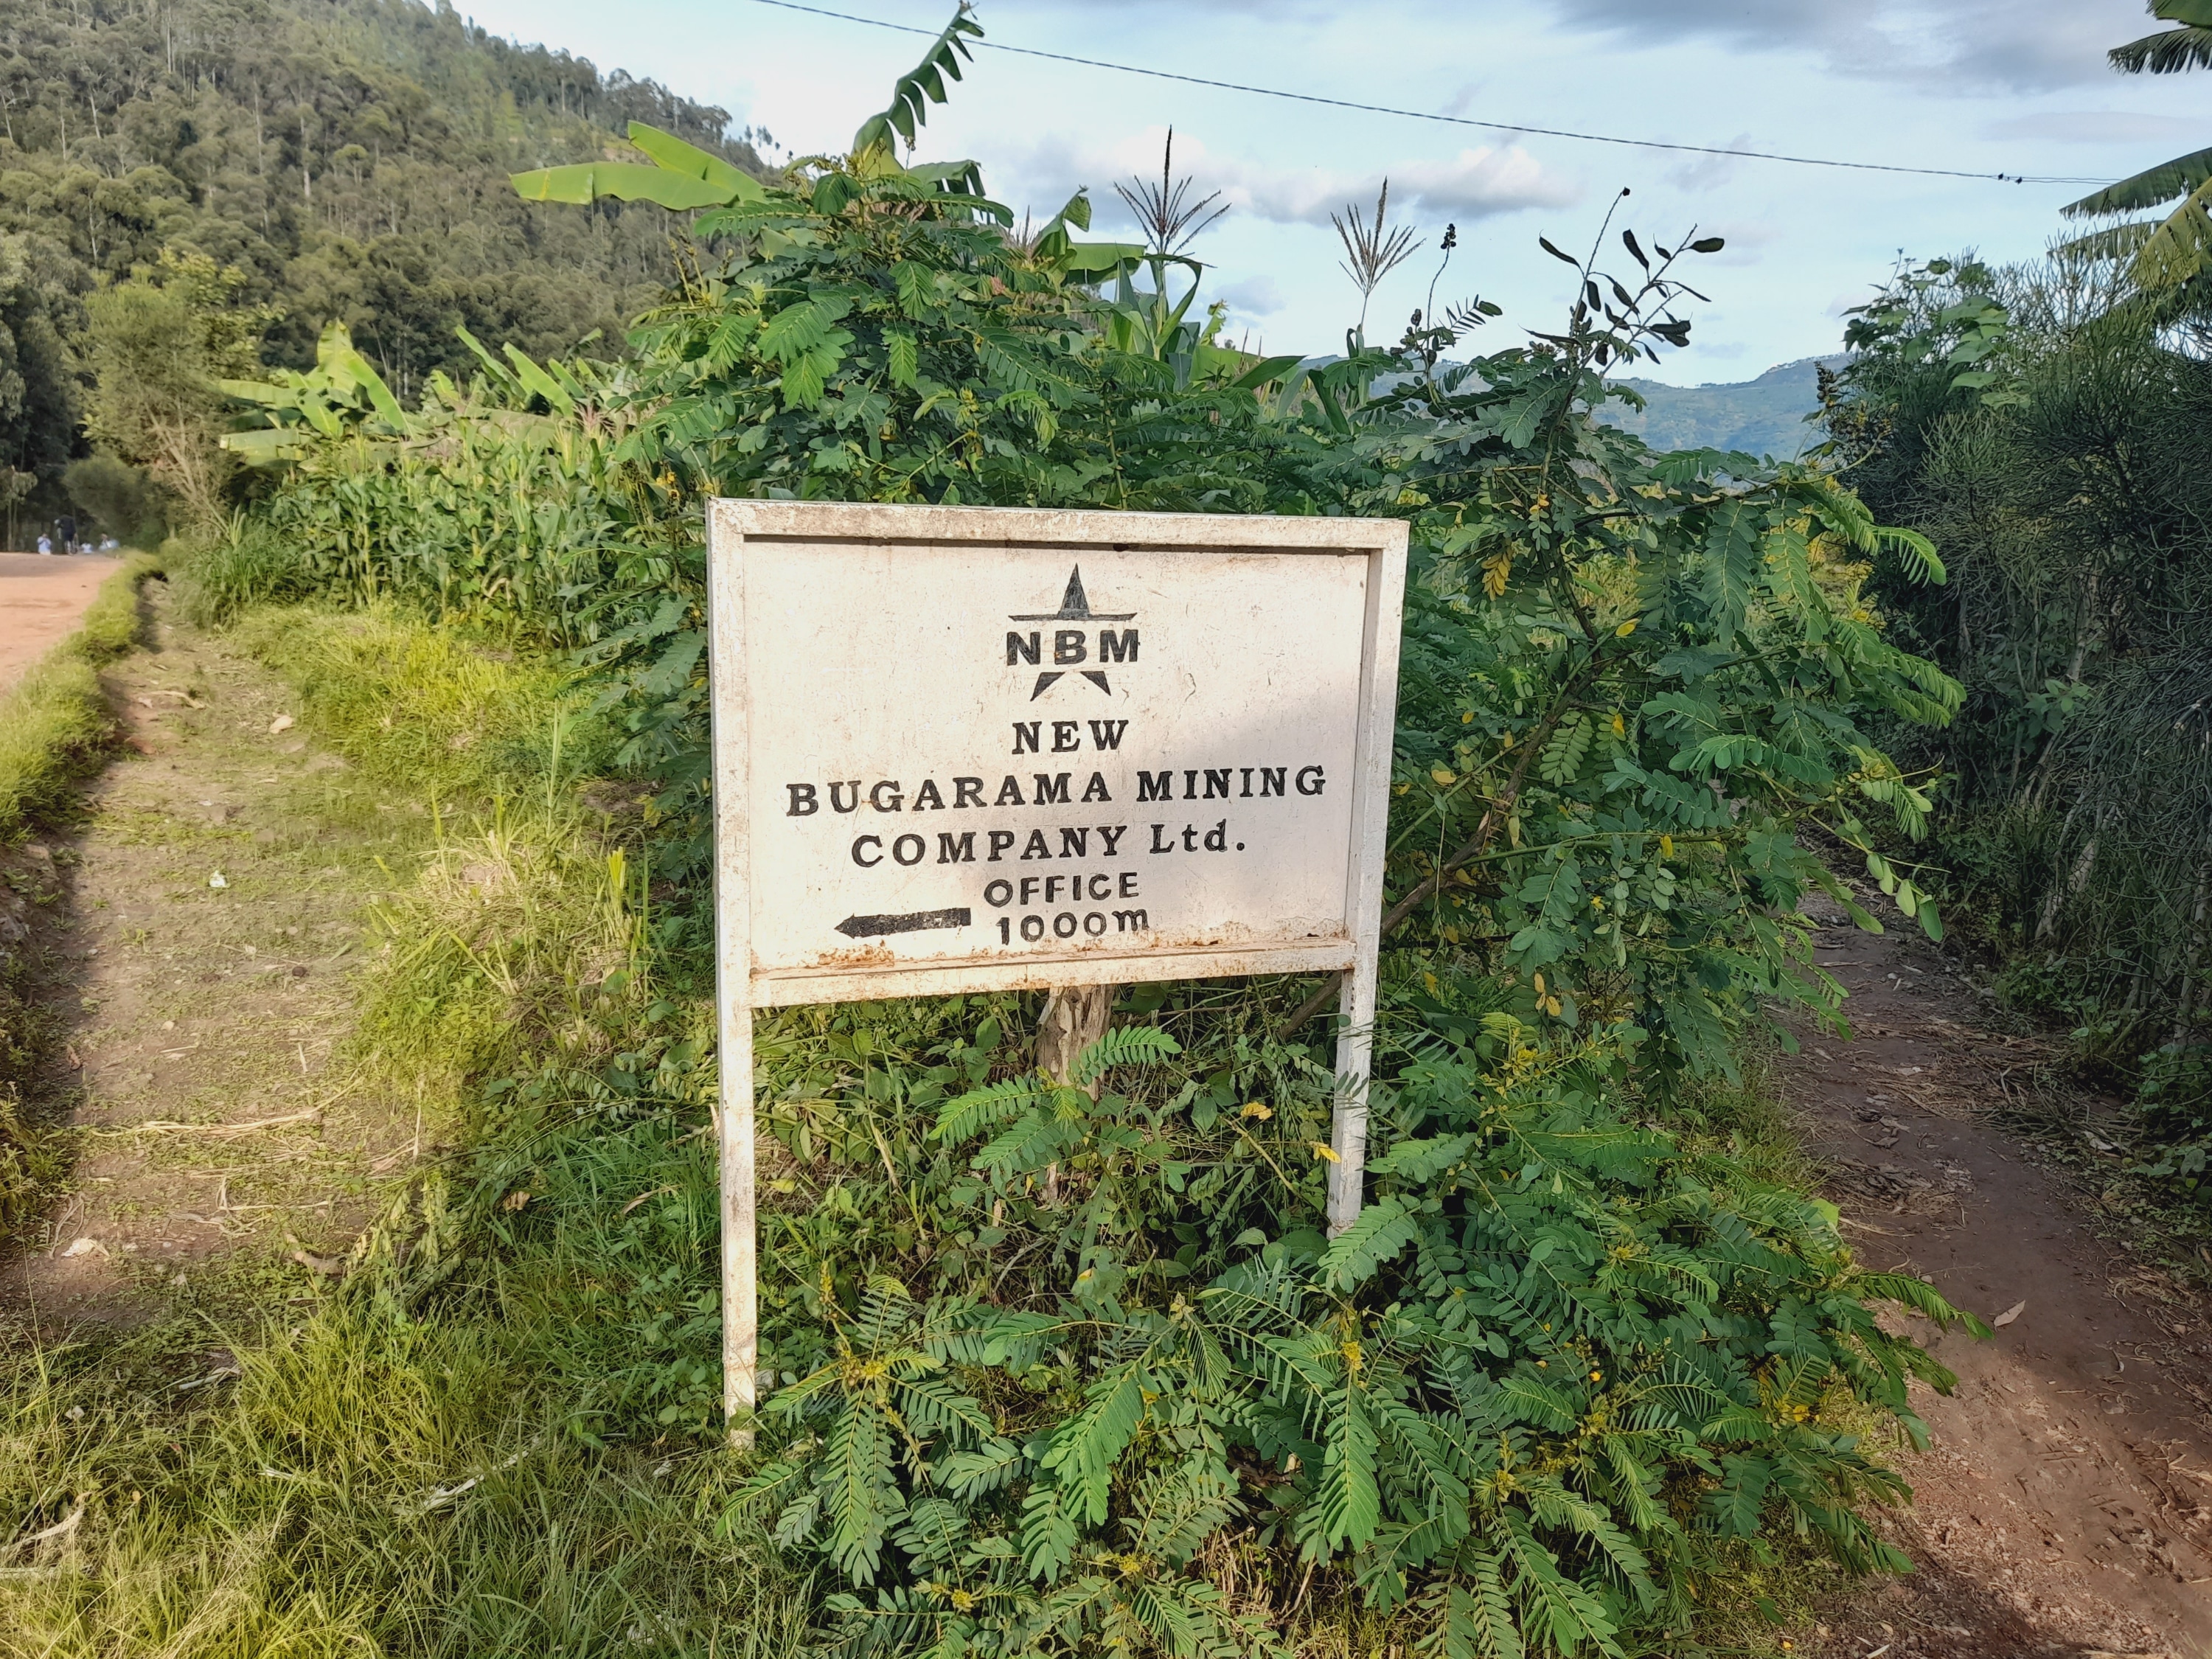 NBM
NEW
BUGARAMA MINING
COMPANY Ltd.
OFFICE
1000m